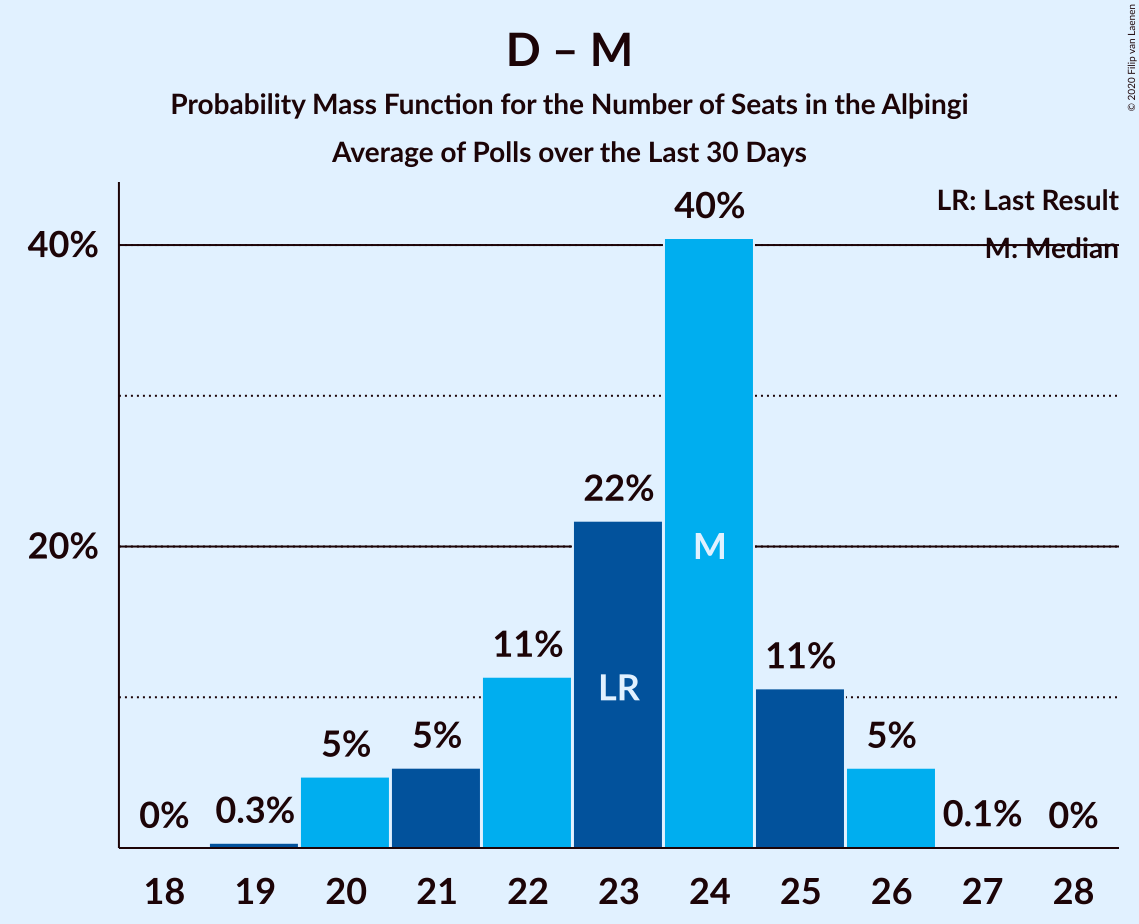 D – M
Probability Mass Function for the Number of Seats in the Alþingi
Average of Polls over the Last 30 Days
© 2020 Filip van Laenen
LR: Last Result
M: Median
40%
20%
0%
0.3%
5%
5%
11%
22%
40%
11%
5%
0.1%
0%
LR
M
18 19 20 21 22 23 24 25 26 27 28